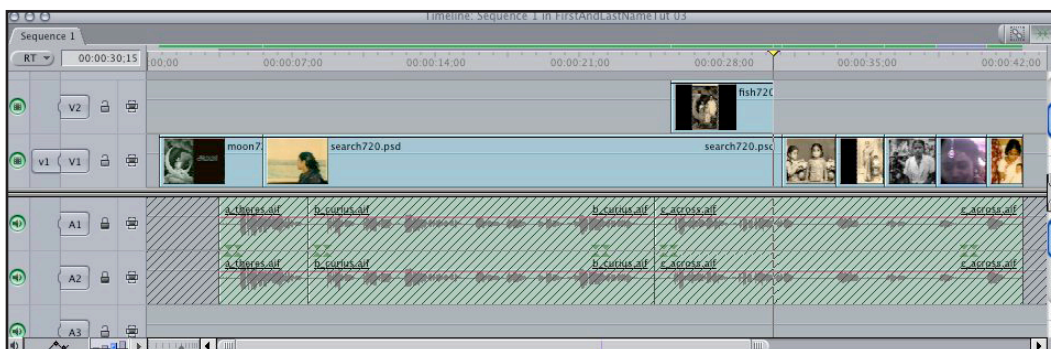 Timeline: Sequence 1 in FirstAndLastNameTut 03
Sequence 1
RT 00:00:30;15 00;00 00:00:07;00 00:00:14;00 00:00:21;00 00:00:28;00 00:00:35;00 00:00:42;00
V2 fish720
v1 V1 moon7 search720.psd search720.psd
A1 a_theres.aif b_curius.aif b_curius.aif c_across.aif c_across.aif
A2 a_theres.aif b_curius.aif b_curius.aif c_across.aif c_across.aif
A3